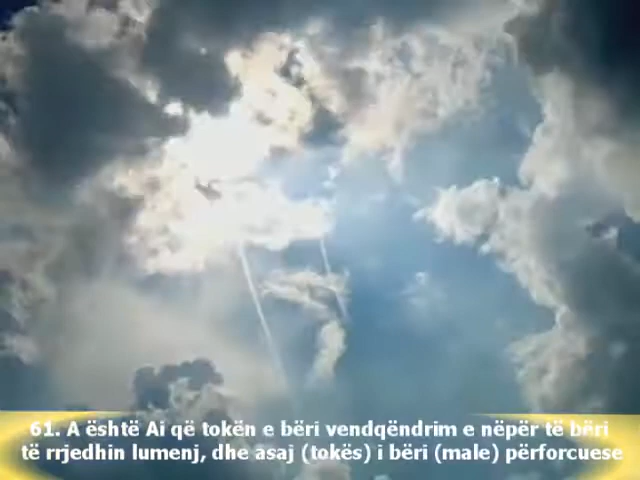 61. A është Ai që tokën e bëri vendqëndrim e nëpër të bëri
të rrjedhin lumenj, dhe asaj (tokës) i bëri (male) përforcuese